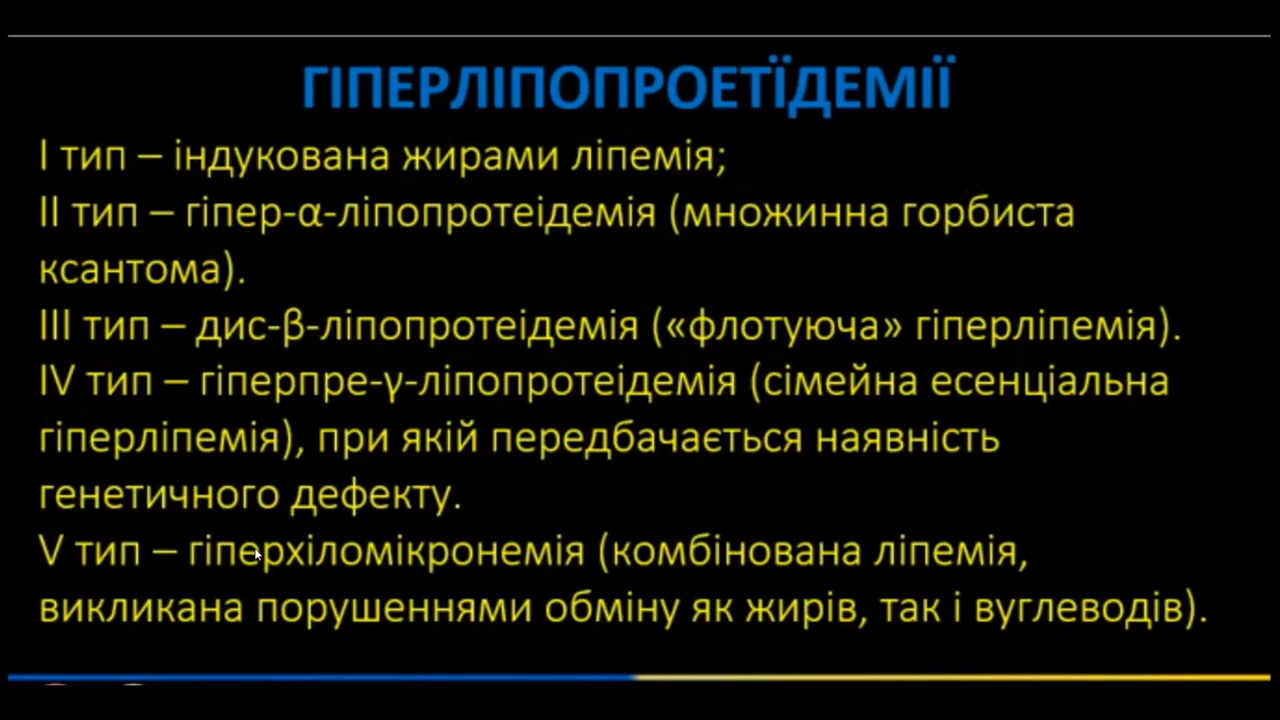 ГІПЕРЛІПОПРОЕТЇДЕМІЇ
І тип – індукована жирами ліпемія;
ІІ тип – гіпер-α-ліпопротеідемія (множинна горбиста
ксантома).
ІІІ тип – дис-β-ліпопротеідемія («флотуюча» гіперліпемія).
IV тип – гіперпре-γ-ліпопротеідемія (сімейна есенціальна
гіперліпемія), при якій передбачається наявність
генетичного дефекту.
V тип – гіперхіломікронемія (комбінована ліпемія,
викликана порушеннями обміну як жирів, так і вуглеводів).